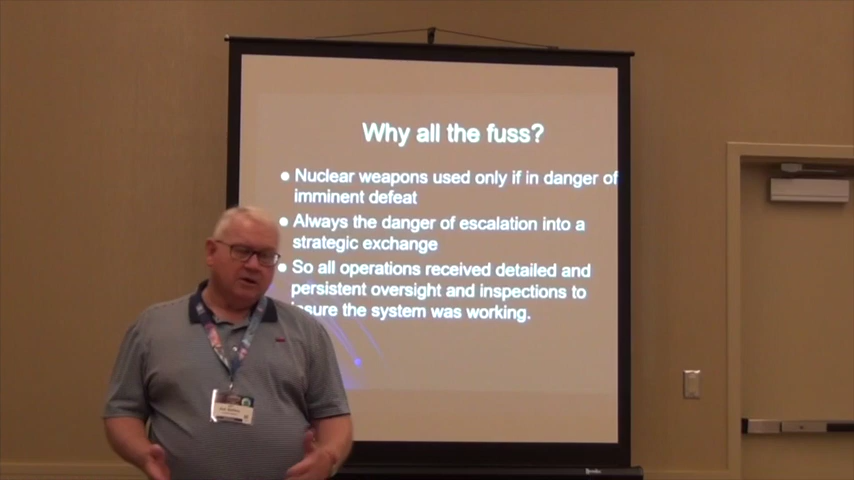 Why all the fuss?
Nuclear weapons used only if in danger of
imminent defeat
Always the danger of escalation into a
strategic exchange
So all operations received detailed and
persistent oversight and inspections to
sure the system was working.